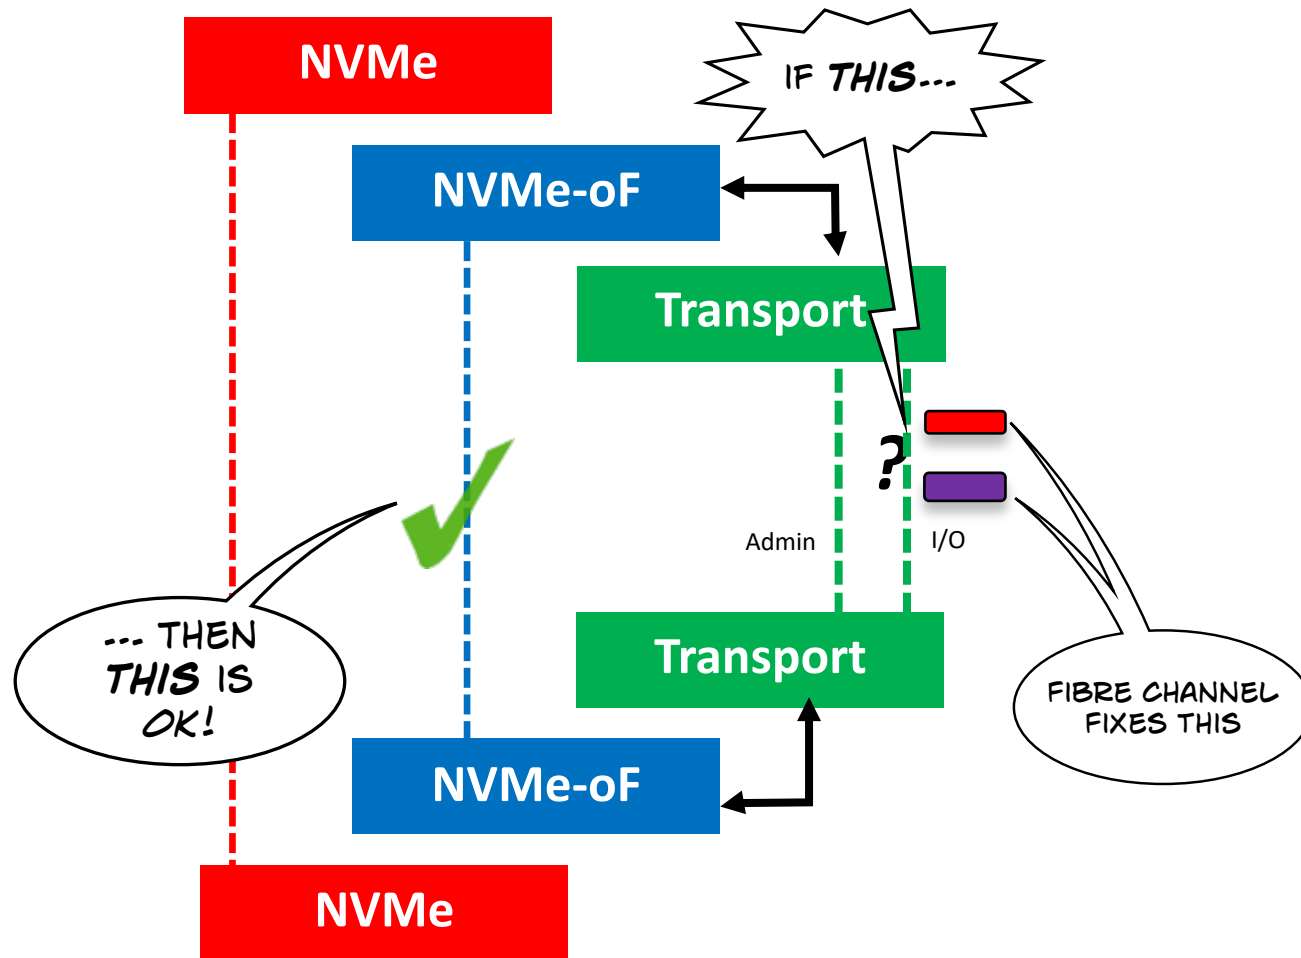 NVMe
IF THIS...
NVMe-oF
Transport
?
Admin
I/O
... THEN
THIS IS
OK!
Transport
FIBRE CHANNEL
FIXES THIS
NVMe-oF
NVMe